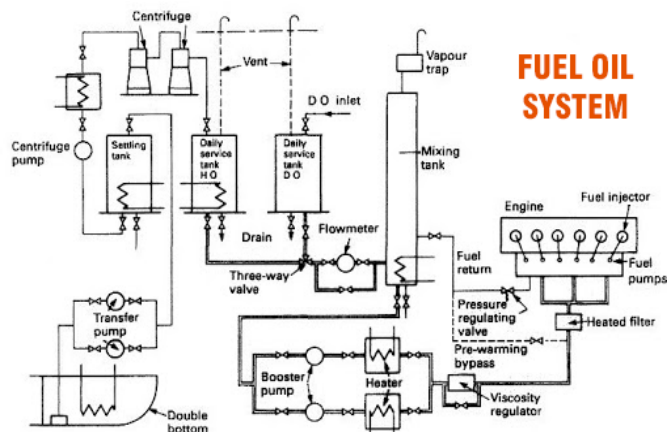 Centrifuge
Vent
Vapour
trap
FUEL OIL
SYSTEM
D O inlet
Centrifuge
pump
Settling
tank
Daily
service
tank
H O
Daily
service
tank
D O
Mixing
tank
Engine
Fuel injector
Drain
Flowmeter
Three-way
valve
Fuel
return
Fuel
pumps
Pressure
regulating
valve
Heated filter
Transfer
pump
Pre-warming
bypass
Booster
pump
Heater
Viscosity
regulator
Double
bottom